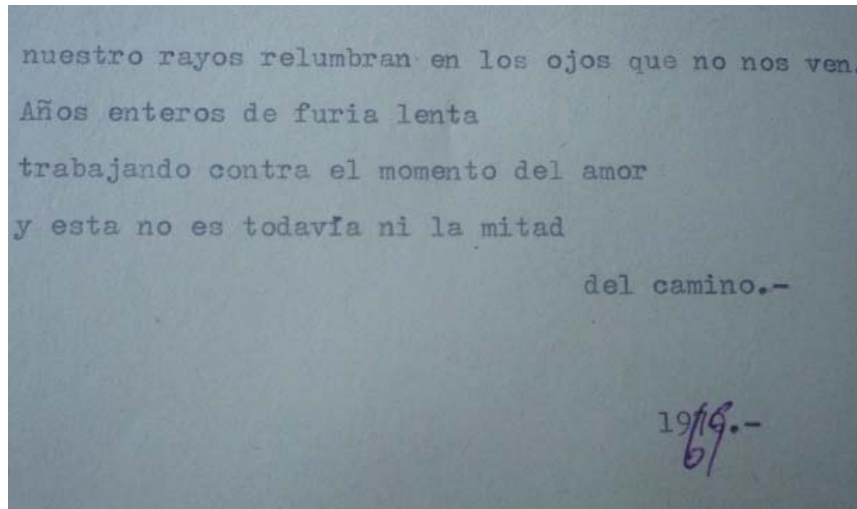 nuestro rayos relumbran en los ojos que no nos ven.
Años enteros de furia lenta
trabajando contra el momento del amor
y esta no es todavía ni la mitad
del camino.-
1969.-